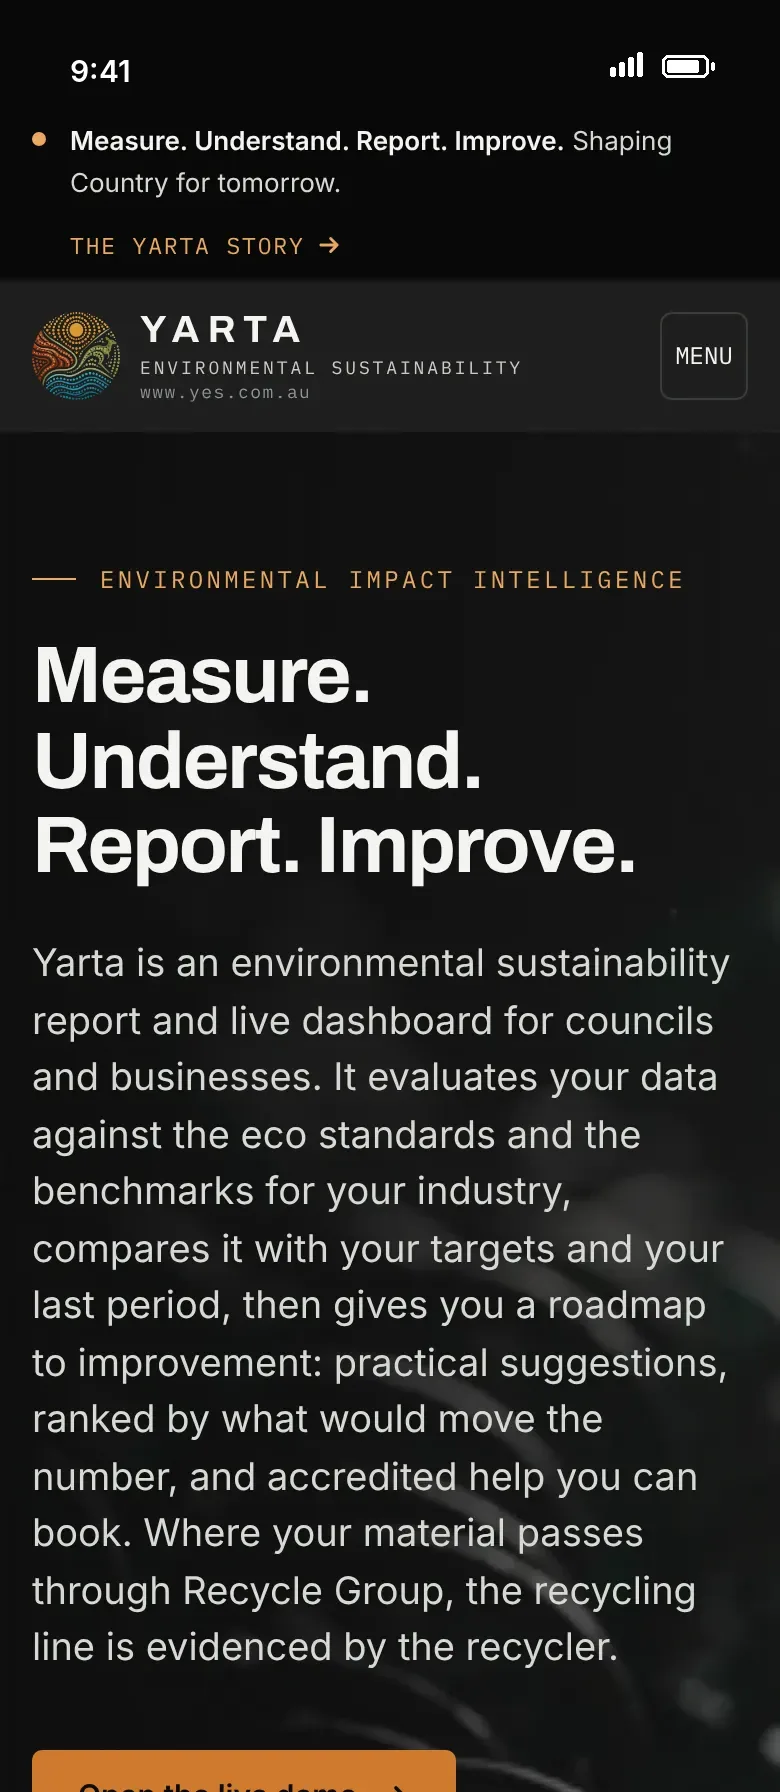 9:41
Measure. Understand. Report. Improve. Shaping
Country for tomorrow.
THE YARTA STORY →
YARTA
ENVIRONMENTAL SUSTAINABILITY
www.yes.com.au
MENU
ENVIRONMENTAL IMPACT INTELLIGENCE
Measure.
Understand.
Report. Improve.
Yarta is an environmental sustainability
report and live dashboard for councils
and businesses. It evaluates your data
against the eco standards and the
benchmarks for your industry,
compares it with your targets and your
last period, then gives you a roadmap
to improvement: practical suggestions,
ranked by what would move the
number, and accredited help you can
book. Where your material passes
through Recycle Group, the recycling
line is evidenced by the recycler.
Open the live demo →